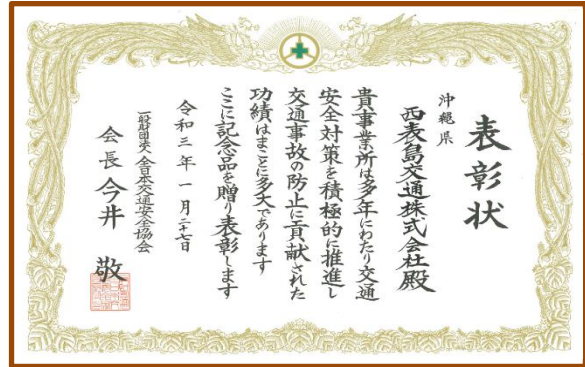 表彰状
沖縄県
西表島交通株式会社殿
貴事業所は多年にわたり交通
安全対策を積極的に推進し
交通事故の防止に貢献された
功績はまことに多大であります
ここに記念品を贈り表彰します
令和三年一月二十七日
一般財団法人全日本交通安全協会
会長今井敬